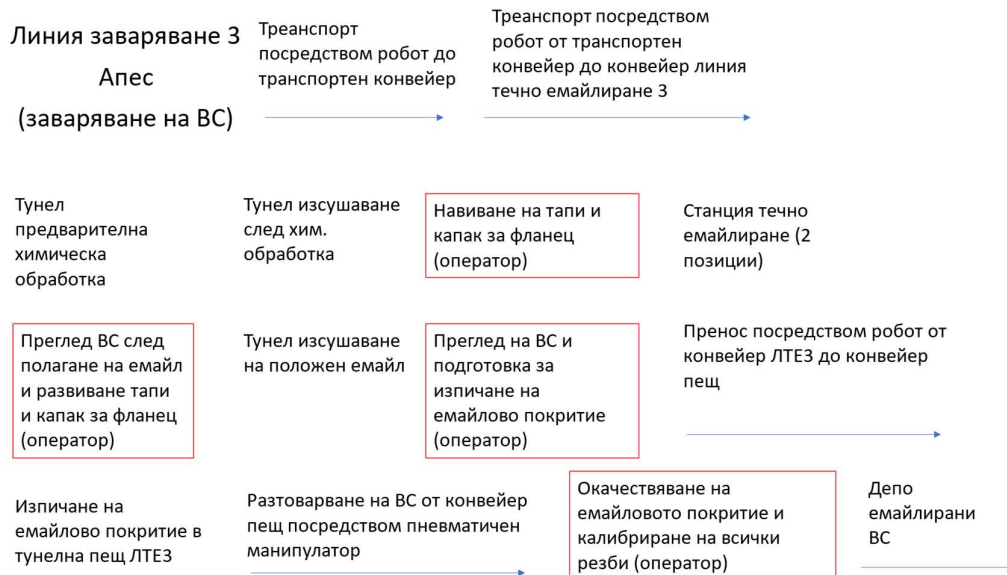 Линия заваряване 3
Апес
(заваряване на ВС)
Треанспорт
посредством робот до
транспортен конвейер
Треанспорт посредством
робот от транспортен
конвейер до конвейер линия
течно емайлиране 3
Тунел
предварителна
химическа
обработка
Тунел изсушаване
след хим.
обработка
Навиване на тапи и
капак за фланец
(оператор)
Станция течно
емайлиране (2
позиции)
Преглед ВС след
полагане на емайл
и развиване тапи
и капак за фланец
(оператор)
Тунел изсушаване
на положен емайл
Преглед на ВС и
подготовка за
изпичане на
емайлово покритие
(оператор)
Пренос посредством робот от
конвейер ЛТЕЗ до конвейер
пещ
Изпичане на
емайлово покритие в
тунелна пещ ЛТЕЗ
Разтоварване на ВС от конвейер
пещ посредством пневматичен
манипулатор
Окачествяване на
емайловото покритие и
калибриране на всички
резби (оператор)
Депо
емайлирани
ВС